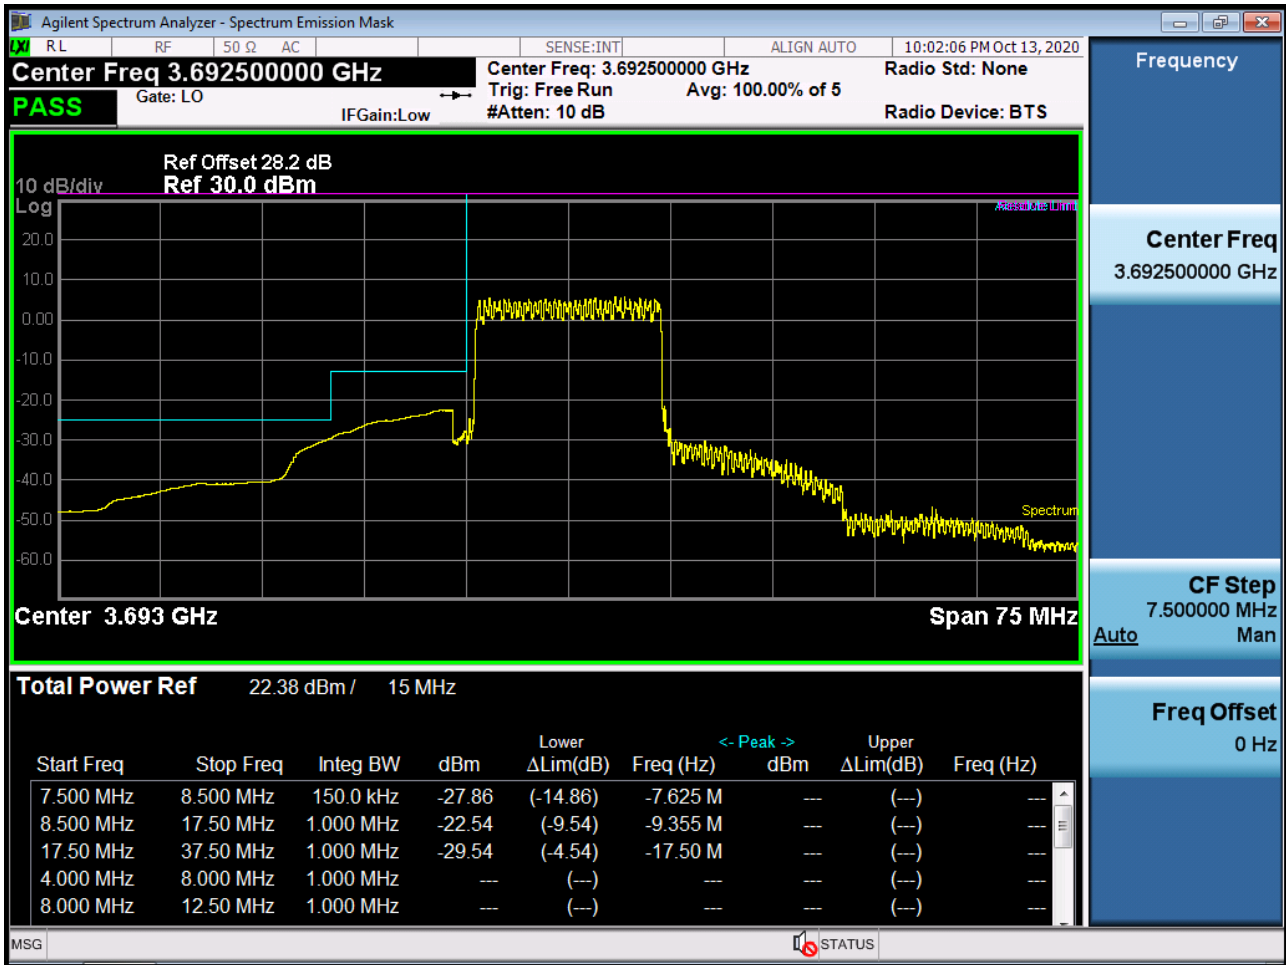 Agilent Spectrum Analyzer - Spectrum Emission Mask
LXI RL RF 50 Ω AC SENSE:INT ALIGN AUTO 10:02:06 PM Oct 13, 2020
Center Freq 3.692500000 GHz
Center Freq: 3.692500000 GHz
Radio Std: None
PASS
Gate: LO
Trig: Free Run
Avg: 100.00% of 5
IFGain:Low
#Atten: 10 dB
Radio Device: BTS
Ref Offset 28.2 dB
10 dB/div Ref 30.0 dBm
Log
Absolute Limit
20.0
10.0
0.00
-10.0
-20.0
-30.0
-40.0
-50.0
Spectrum
-60.0
Center 3.693 GHz Span 75 MHz
Total Power Ref 22.38 dBm / 15 MHz
Lower <- Peak -> Upper
Start Freq Stop Freq Integ BW dBm ΔLim(dB) Freq (Hz) dBm ΔLim(dB) Freq (Hz)
7.500 MHz 8.500 MHz 150.0 kHz -27.86 (-14.86) -7.625 M --- (---) ---
8.500 MHz 17.50 MHz 1.000 MHz -22.54 (-9.54) -9.355 M --- (---) ---
17.50 MHz 37.50 MHz 1.000 MHz -29.54 (-4.54) -17.50 M --- (---) ---
4.000 MHz 8.000 MHz 1.000 MHz --- (---) --- --- (---) ---
8.000 MHz 12.50 MHz 1.000 MHz --- (---) --- --- (---) ---
MSG STATUS
Frequency
Center Freq
3.692500000 GHz
CF Step
7.500000 MHz
Auto Man
Freq Offset
0 Hz